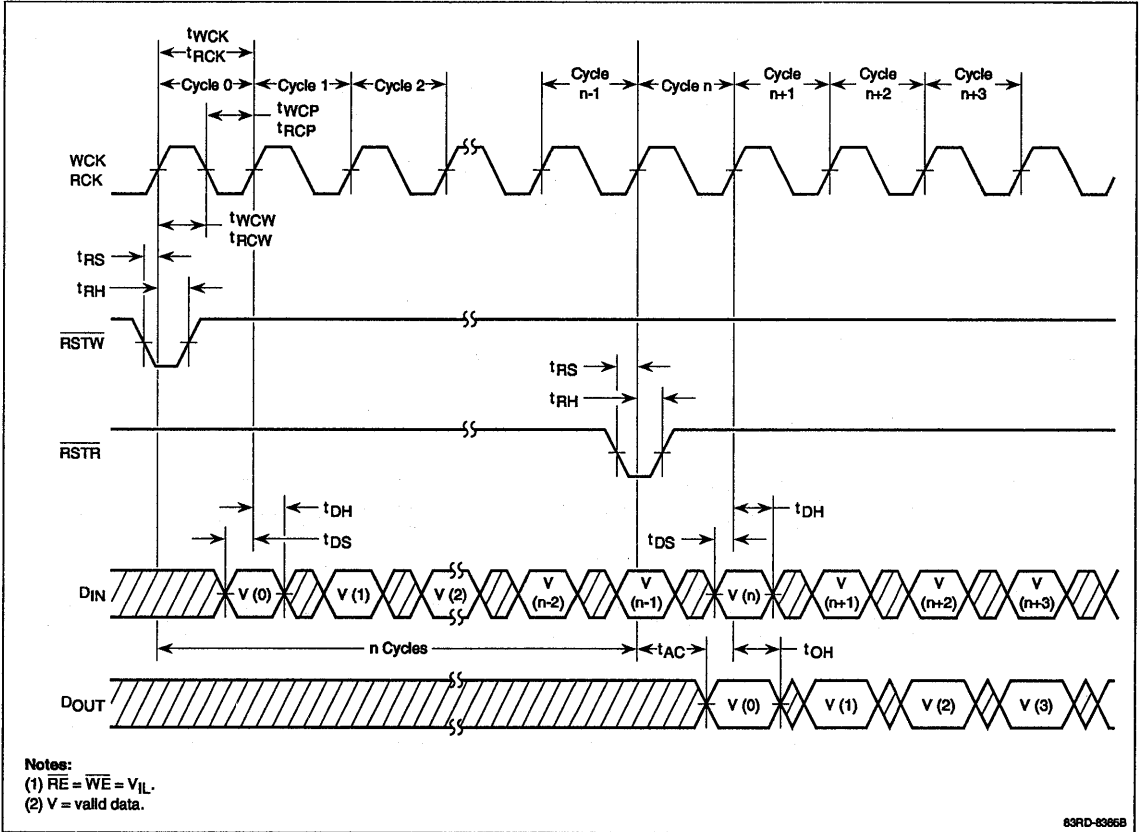 tWCK
tRCK
Cycle 0
Cycle 1
Cycle 2
Cycle
n-1
Cycle n
Cycle
n+1
Cycle
n+2
Cycle
n+3
tWCP
tRCP
WCK
RCK
tWCW
tRCW
tRS
tRH
RSTW
tRS
tRH
RSTR
tDH
tDS
tDH
tDS
DIN
V (0)
V (1)
V (2)
V
(n-2)
V
(n-1)
V (n)
V
(n+1)
V
(n+2)
V
(n+3)
n Cycles
tAC
tOH
DOUT
V (0)
V (1)
V (2)
V (3)
Notes:
(1) RE = WE = VIL.
(2) V = valid data.
83RD-8385B